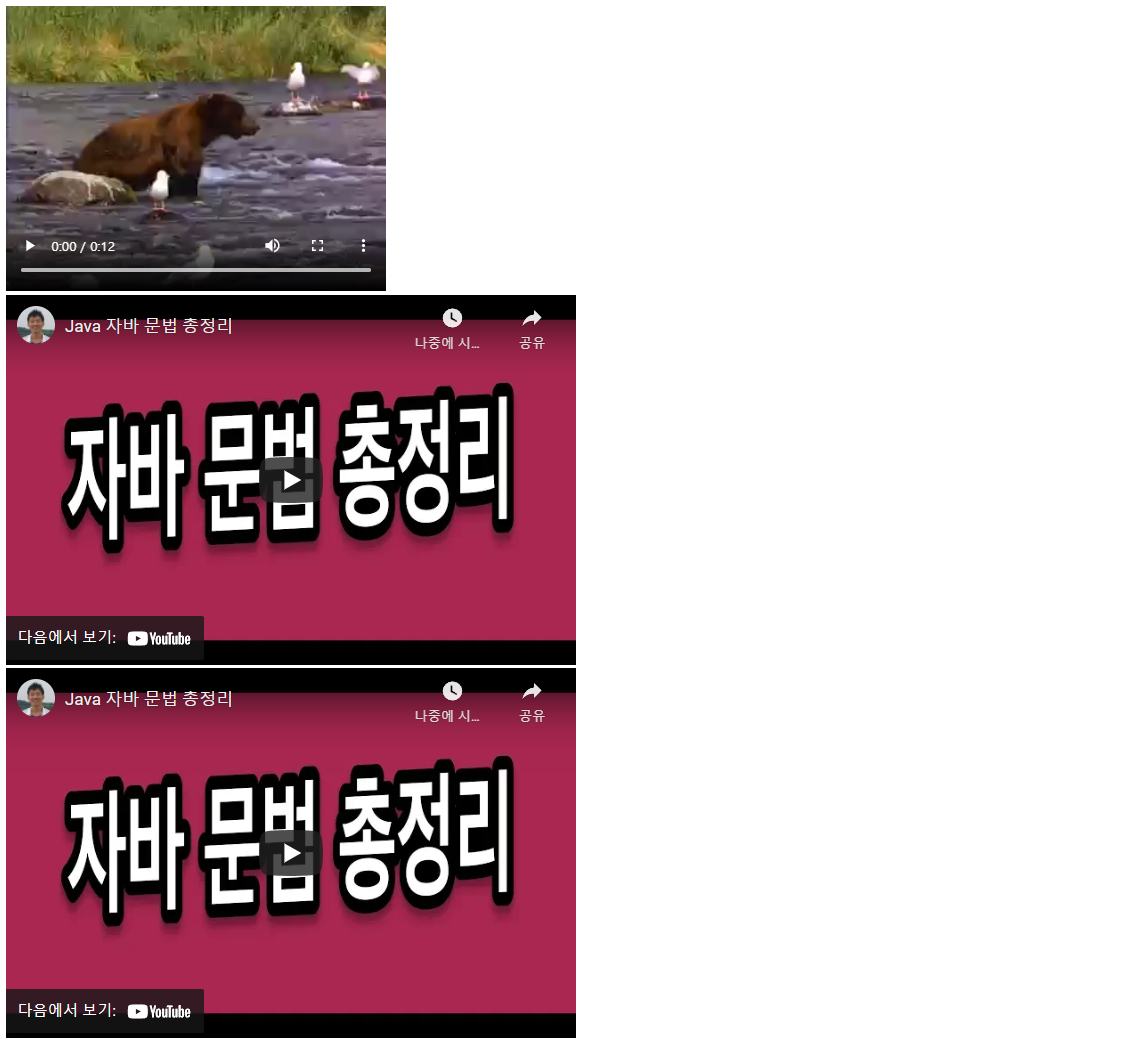 0:00 / 0:12
Java 자바 문법 총정리
나중에 시...
공유
자바 문법 총정리
다음에서 보기: YouTube
Java 자바 문법 총정리
나중에 시...
공유
자바 문법 총정리
다음에서 보기: YouTube